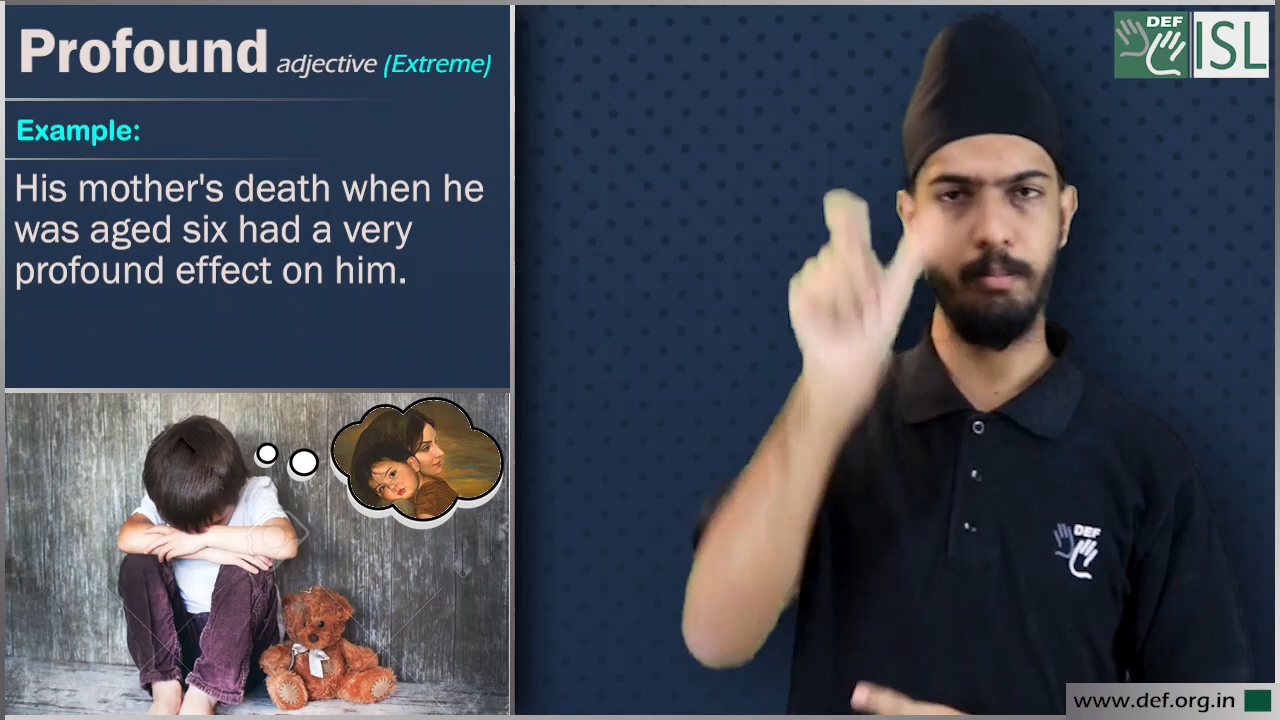 Profound adjective (Extreme)
Example:
His mother's death when he
was aged six had a very
profound effect on him.
DEF
ISL
DEF
www.def.org.in